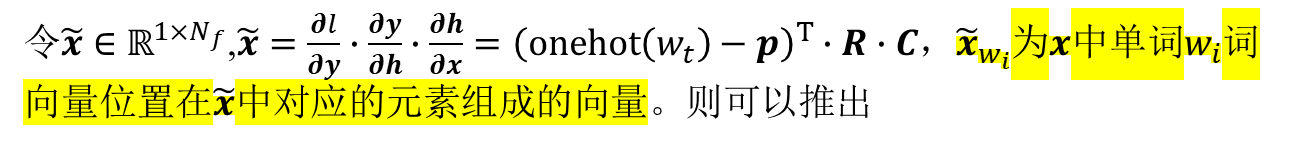 令x̃ ∈ ℝ^{1×N_f},x̃ = ∂l/∂y · ∂y/∂h · ∂h/∂x = (onehot(w_t) − p)^T · R · C，x̃_{w_i}为x中单词w_i词
向量位置在x̃中对应的元素组成的向量。则可以推出